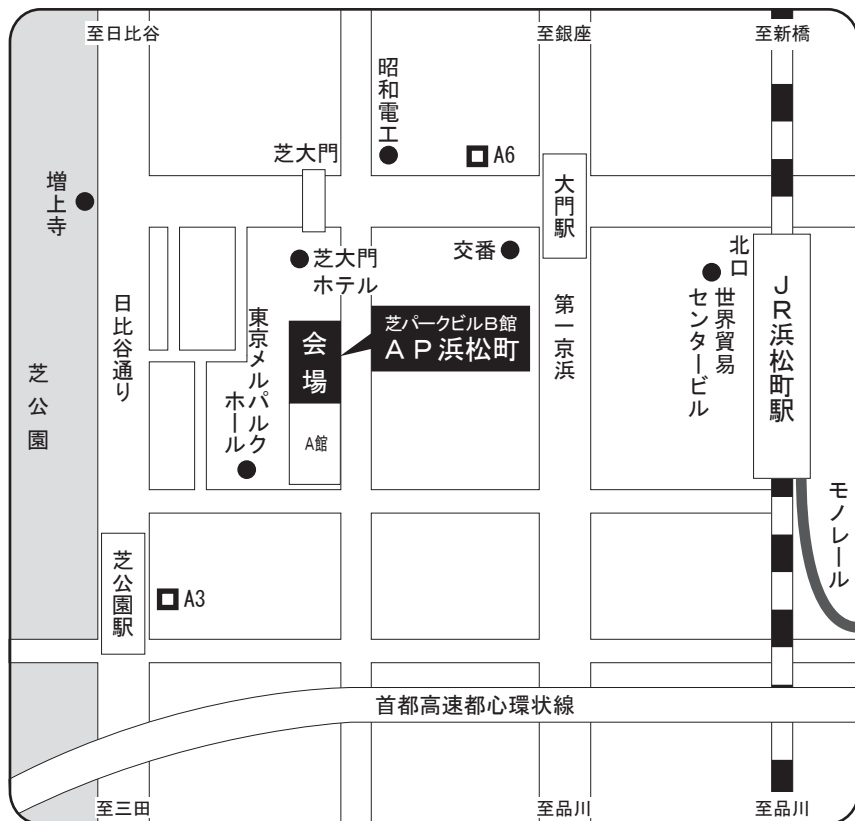 至日比谷
至銀座
至新橋
昭和電工
A6
芝大門
増上寺
大門駅
北口
芝大門
ホテル
交番
世界貿易
センタービル
JR浜松町駅
日比谷通り
東京メルパルク
ホール
会場
芝パークビルB館
AP浜松町
第一京浜
芝公園
A館
モノレール
芝公園駅
A3
首都高速都心環状線
至三田
至品川
至品川